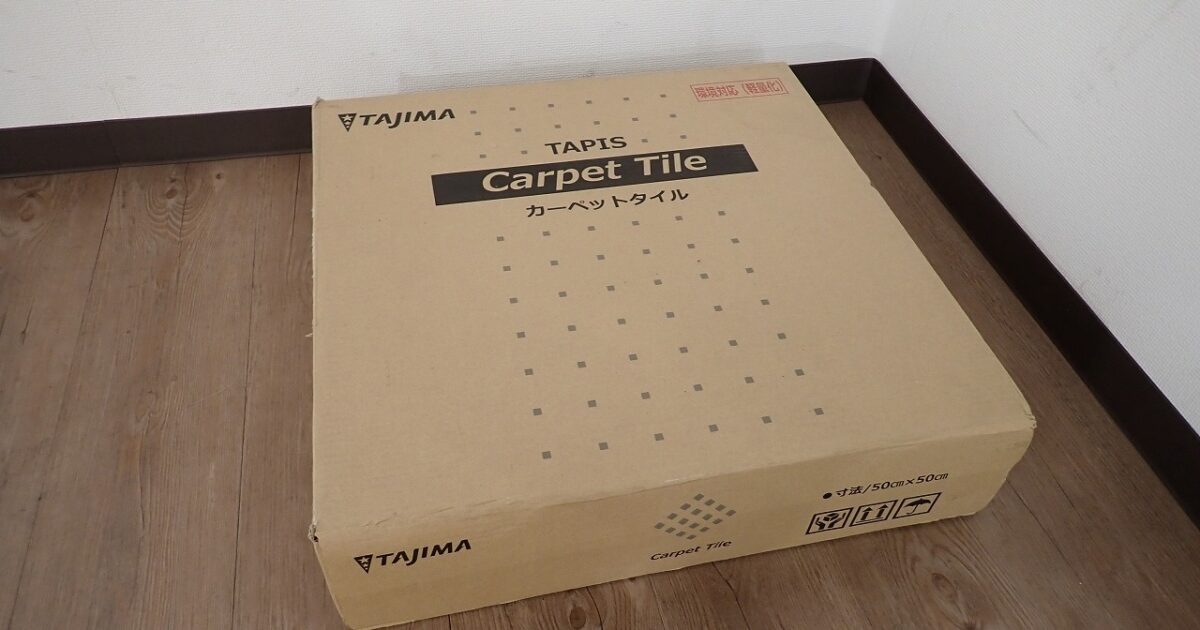 TAJIMA
環境対応（軽量化）
TAPIS
Carpet Tile
カーペットタイル
●寸法/50㎝×50㎝
Carpet Tile
TAJIMA